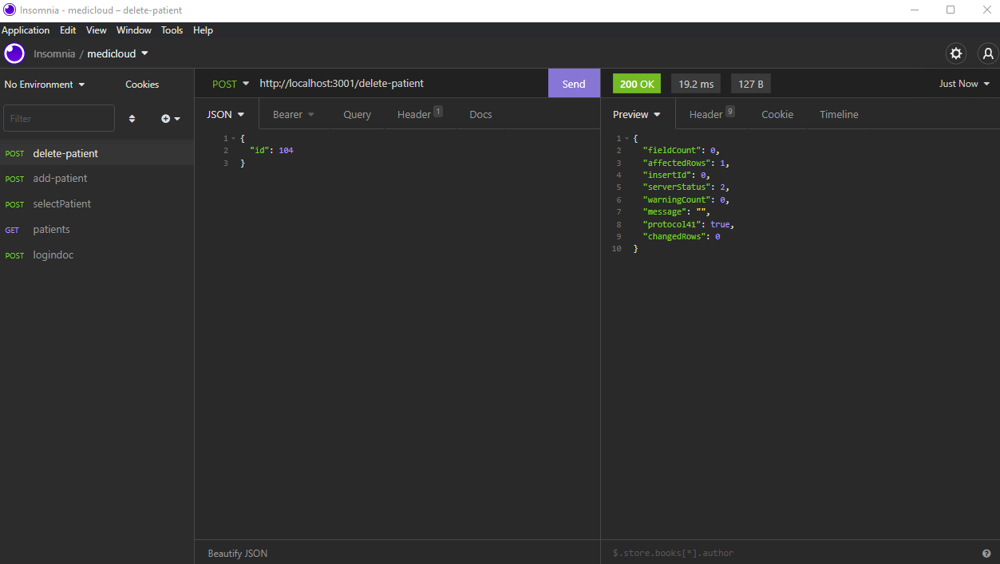 Insomnia - medicloud – delete-patient
Application Edit View Window Tools Help
Insomnia / medicloud
No Environment Cookies
Filter
POST delete-patient
POST add-patient
POST selectPatient
GET patients
POST logindoc
POST http://localhost:3001/delete-patient Send
JSON Bearer Query Header 1 Docs
1 {
2 "id": 104
3 }
Beautify JSON
200 OK 19.2 ms 127 B Just Now
Preview Header 9 Cookie Timeline
1 {
2 "fieldCount": 0,
3 "affectedRows": 1,
4 "insertId": 0,
5 "serverStatus": 2,
6 "warningCount": 0,
7 "message": "",
8 "protocol41": true,
9 "changedRows": 0
10 }
$.store.books[*].author
?